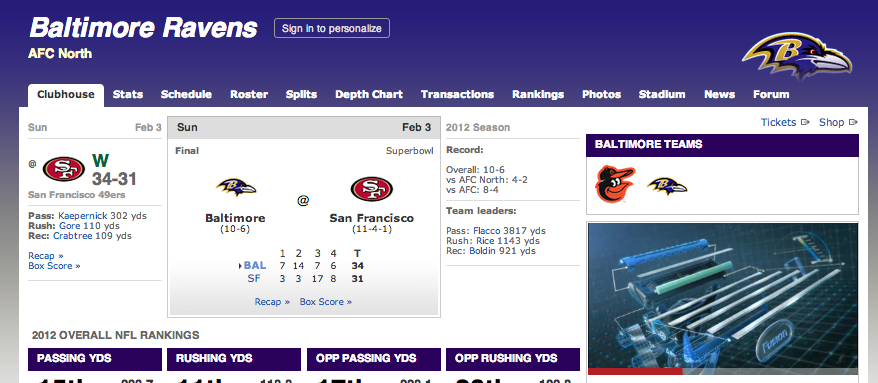 Baltimore Ravens
Sign in to personalize
AFC North
Clubhouse Stats Schedule Roster Splits Depth Chart Transactions Rankings Photos Stadium News Forum
Tickets Shop
Sun Feb 3
@ SF W
34-31
San Francisco 49ers
Pass: Kaepernick 302 yds
Rush: Gore 110 yds
Rec: Crabtree 109 yds
Recap »
Box Score »
Sun Feb 3
Final Superbowl
B @ SF
Baltimore San Francisco
(10-6) (11-4-1)
1 2 3 4 T
BAL 7 14 7 6 34
SF 3 3 17 8 31
Recap » Box Score »
2012 Season
Record:
Overall: 10-6
vs AFC North: 4-2
vs AFC: 8-4
Team leaders:
Pass: Flacco 3817 yds
Rush: Rice 1143 yds
Rec: Boldin 921 yds
BALTIMORE TEAMS
FUSION
2012 OVERALL NFL RANKINGS
PASSING YDS RUSHING YDS OPP PASSING YDS OPP RUSHING YDS